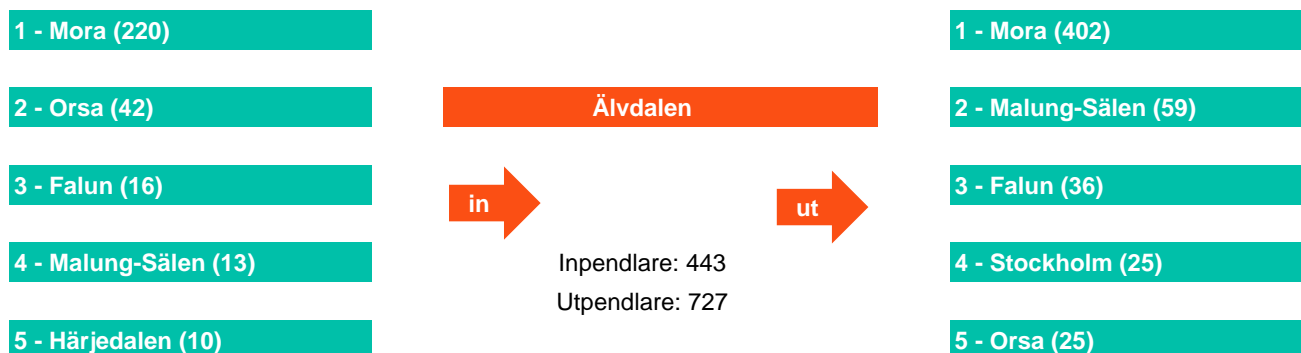 1 - Mora (220)
2 - Orsa (42)
3 - Falun (16)
4 - Malung-Sälen (13)
5 - Härjedalen (10)
Älvdalen
in
ut
Inpendlare: 443
Utpendlare: 727
1 - Mora (402)
2 - Malung-Sälen (59)
3 - Falun (36)
4 - Stockholm (25)
5 - Orsa (25)